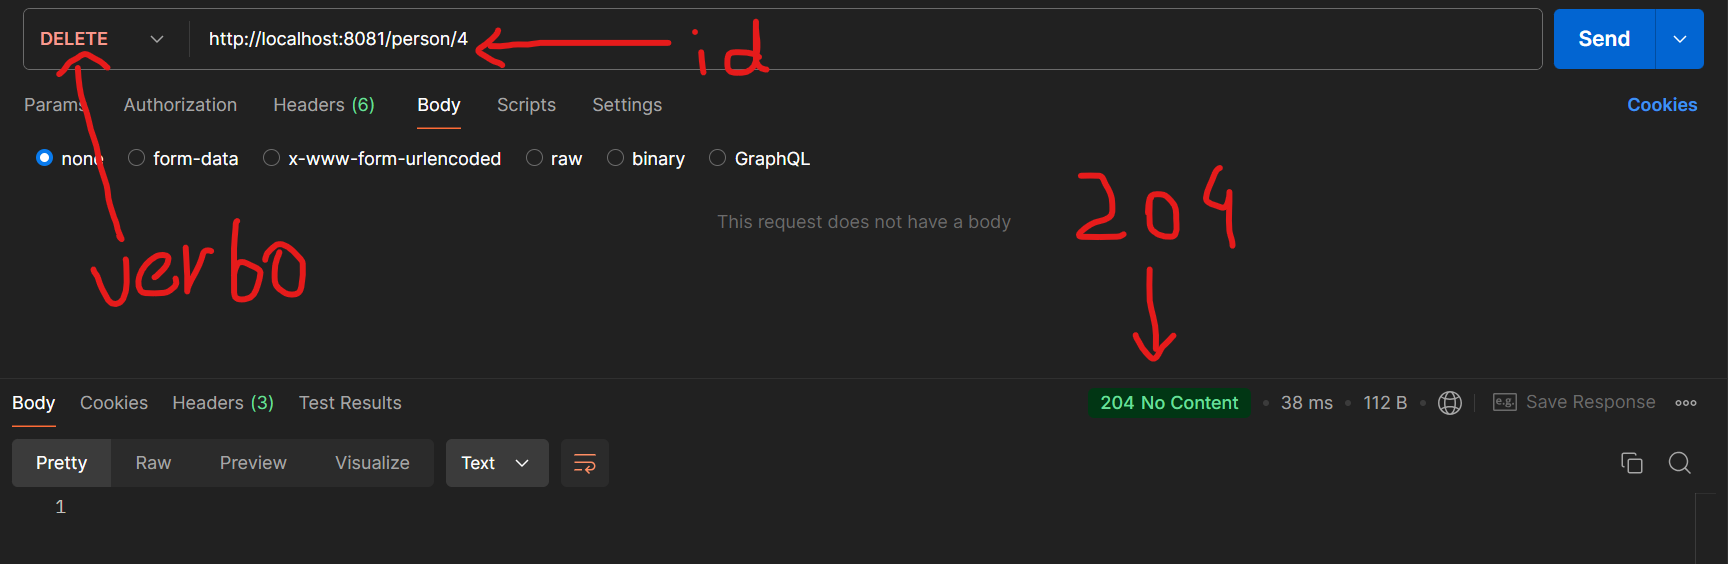 DELETE http://localhost:8081/person/4 id Send
Params Authorization Headers (6) Body Scripts Settings Cookies
none form-data x-www-form-urlencoded raw binary GraphQL
This request does not have a body
204
verbo
Body Cookies Headers (3) Test Results 204 No Content • 38 ms • 112 B • e.g. Save Response
Pretty Raw Preview Visualize Text
1